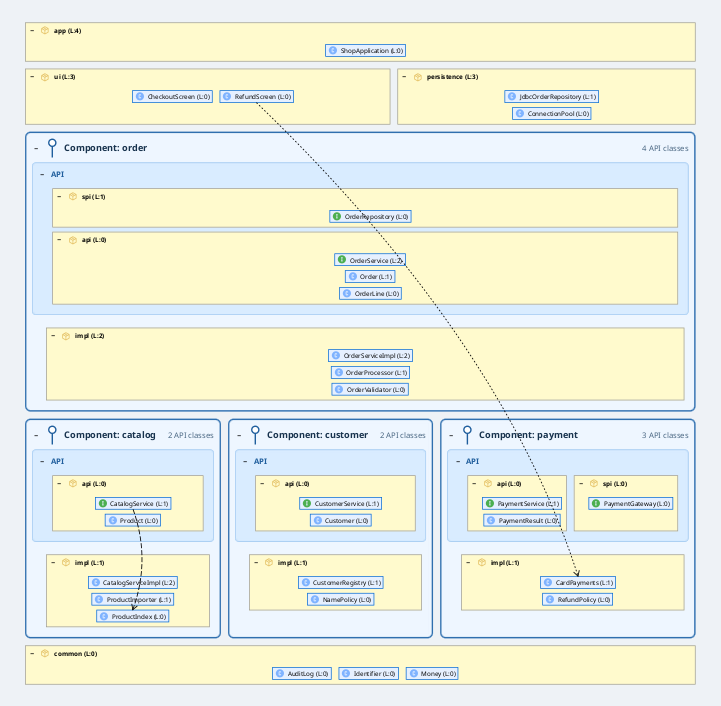 app (L:4)
ShopApplication (L:0)
ui (L:3)
CheckoutScreen (L:0) RefundScreen (L:0)
persistence (L:3)
JdbcOrderRepository (L:1)
ConnectionPool (L:0)
Component: order 4 API classes
API
spi (L:1)
OrderRepository (L:0)
api (L:0)
OrderService (L:2)
Order (L:1)
OrderLine (L:0)
impl (L:2)
OrderServiceImpl (L:2)
OrderProcessor (L:1)
OrderValidator (L:0)
Component: catalog 2 API classes
API
api (L:0)
CatalogService (L:1)
Product (L:0)
impl (L:1)
CatalogServiceImpl (L:2)
ProductImporter (L:1)
ProductIndex (L:0)
Component: customer 2 API classes
API
api (L:0)
CustomerService (L:1)
Customer (L:0)
impl (L:1)
CustomerRegistry (L:1)
NamePolicy (L:0)
Component: payment 3 API classes
API
api (L:0)
PaymentService (L:1)
PaymentResult (L:0)
spi (L:0)
PaymentGateway (L:0)
impl (L:1)
CardPayments (L:1)
RefundPolicy (L:0)
common (L:0)
AuditLog (L:0) Identifier (L:0) Money (L:0)